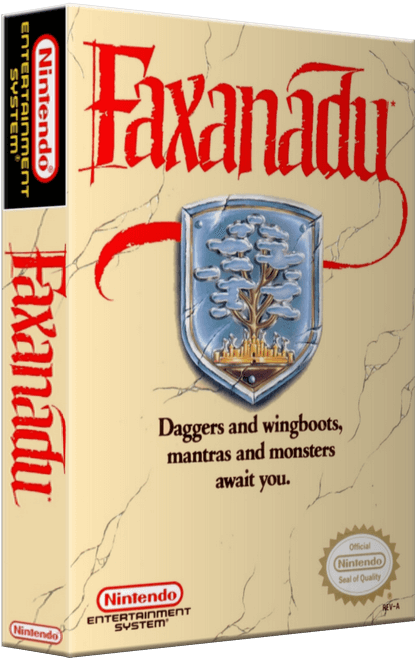 Nintendo®
ENTERTAINMENT
SYSTEM®
Faxanadu
Faxanadu™
Daggers and wingboots,
mantras and monsters
await you.
Official
Nintendo
Seal of Quality
REV-A
Nintendo
ENTERTAINMENT
SYSTEM®
Nintendo